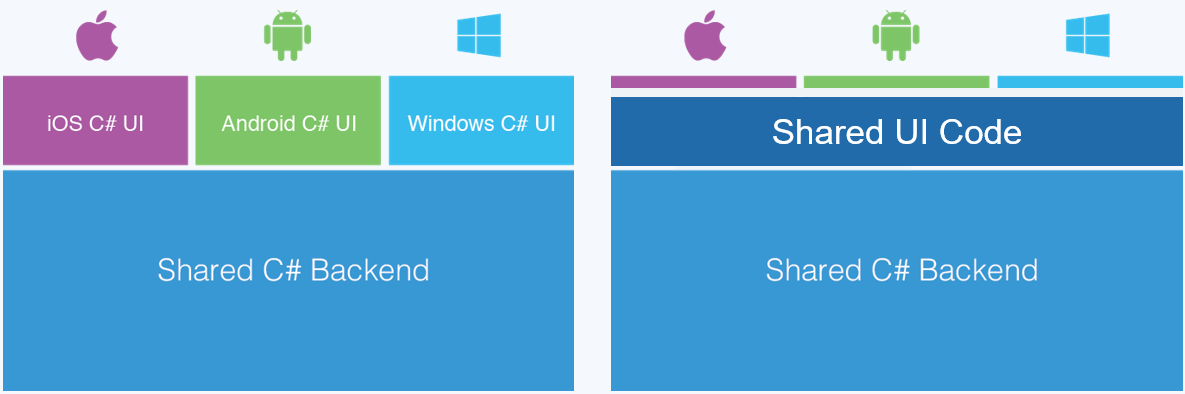 iOS C# UI
Android C# UI
Windows C# UI
Shared C# Backend
Shared UI Code
Shared C# Backend